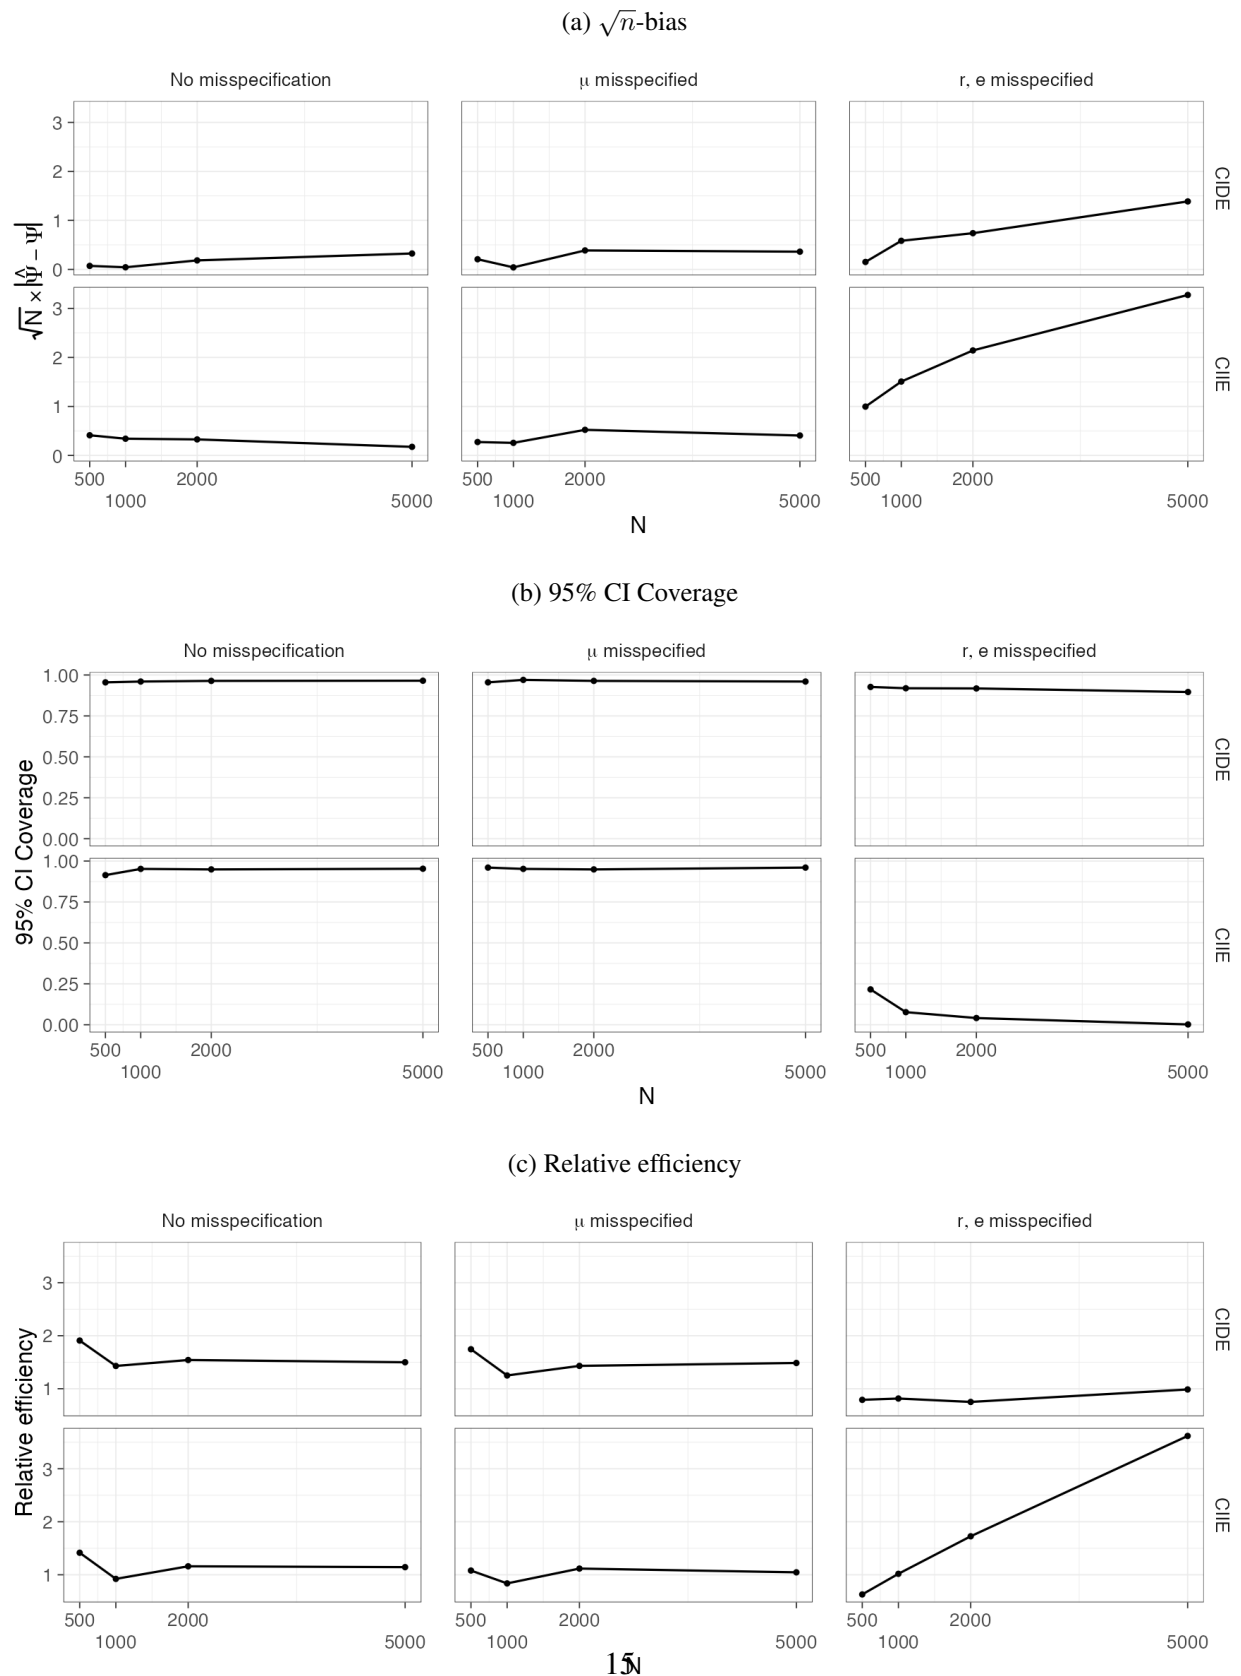 (a) √n-bias
No misspecification
μ misspecified
r, e misspecified
3
2
1
0
CIDE
3
2
1
0
CIIE
√N × |Ψ̂ − Ψ|
500
2000
500
2000
500
2000
1000
5000
1000
5000
1000
5000
N
(b) 95% CI Coverage
No misspecification
μ misspecified
r, e misspecified
1.00
0.75
0.50
0.25
0.00
CIDE
1.00
0.75
0.50
0.25
0.00
CIIE
95% CI Coverage
500
2000
500
2000
500
2000
1000
5000
1000
5000
1000
5000
N
(c) Relative efficiency
No misspecification
μ misspecified
r, e misspecified
3
2
1
CIDE
3
2
1
CIIE
Relative efficiency
500
2000
500
2000
500
2000
1000
5000
1000
5000
1000
5000
N
15